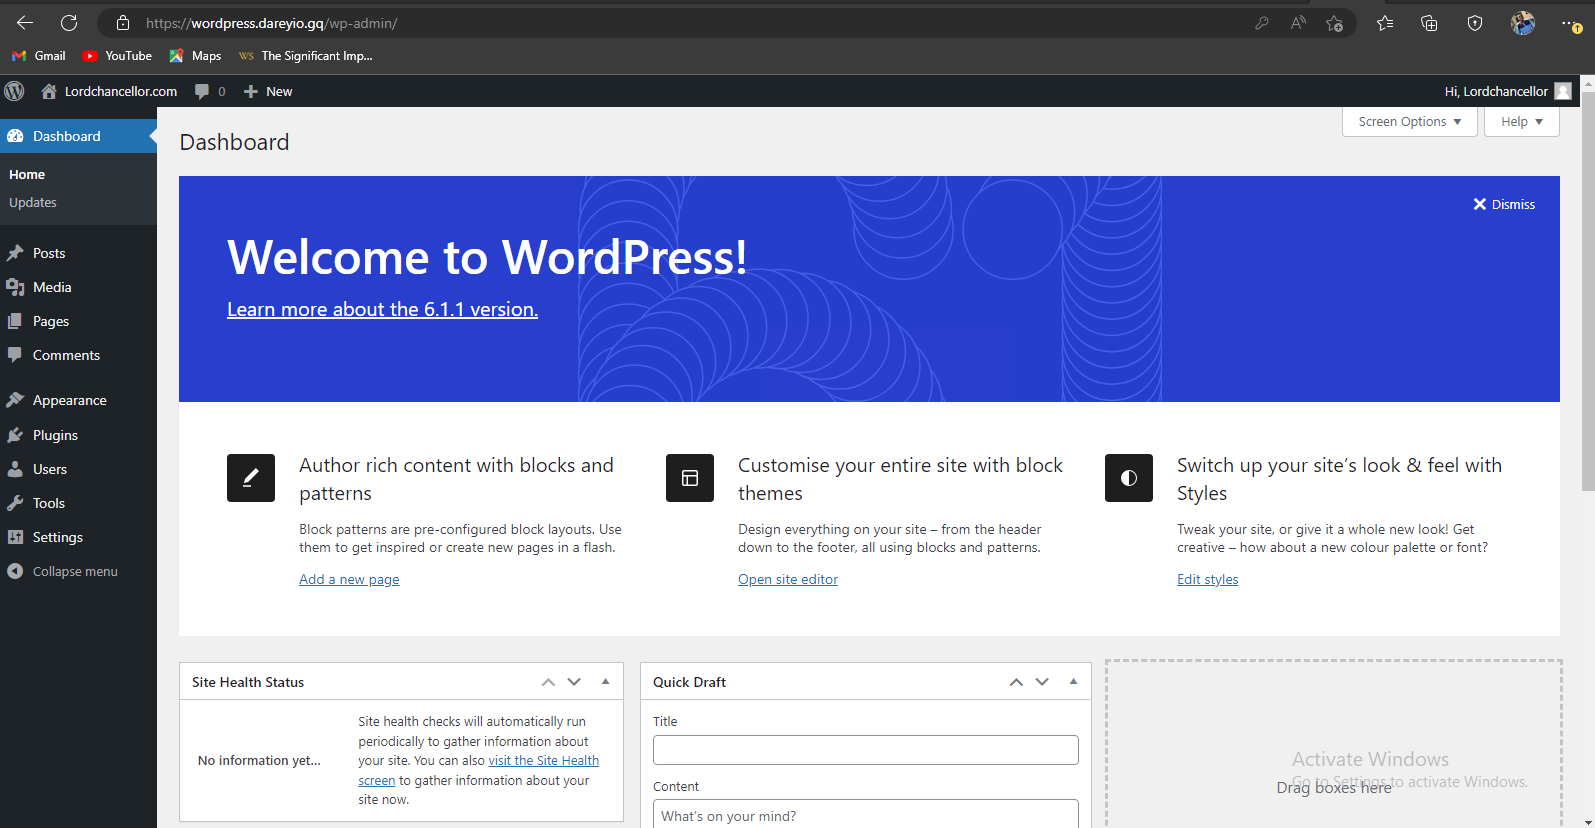 https://wordpress.dareyio.gq/wp-admin/
Gmail
YouTube
Maps
WS The Significant Imp...
Lordchancellor.com
0
New
Hi, Lordchancellor
Dashboard
Home
Updates
Posts
Media
Pages
Comments
Appearance
Plugins
Users
Tools
Settings
Collapse menu
Dashboard
Screen Options
Help
Dismiss
Welcome to WordPress!
Learn more about the 6.1.1 version.
Author rich content with blocks and
patterns
Block patterns are pre-configured block layouts. Use
them to get inspired or create new pages in a flash.
Add a new page
Customise your entire site with block
themes
Design everything on your site – from the header
down to the footer, all using blocks and patterns.
Open site editor
Switch up your site’s look & feel with
Styles
Tweak your site, or give it a whole new look! Get
creative – how about a new colour palette or font?
Edit styles
Site Health Status
No information yet...
Site health checks will automatically run
periodically to gather information about
your site. You can also visit the Site Health
screen to gather information about your
site now.
Quick Draft
Title
Content
What’s on your mind?
Drag boxes here
Activate Windows
Go to Settings to activate Windows.